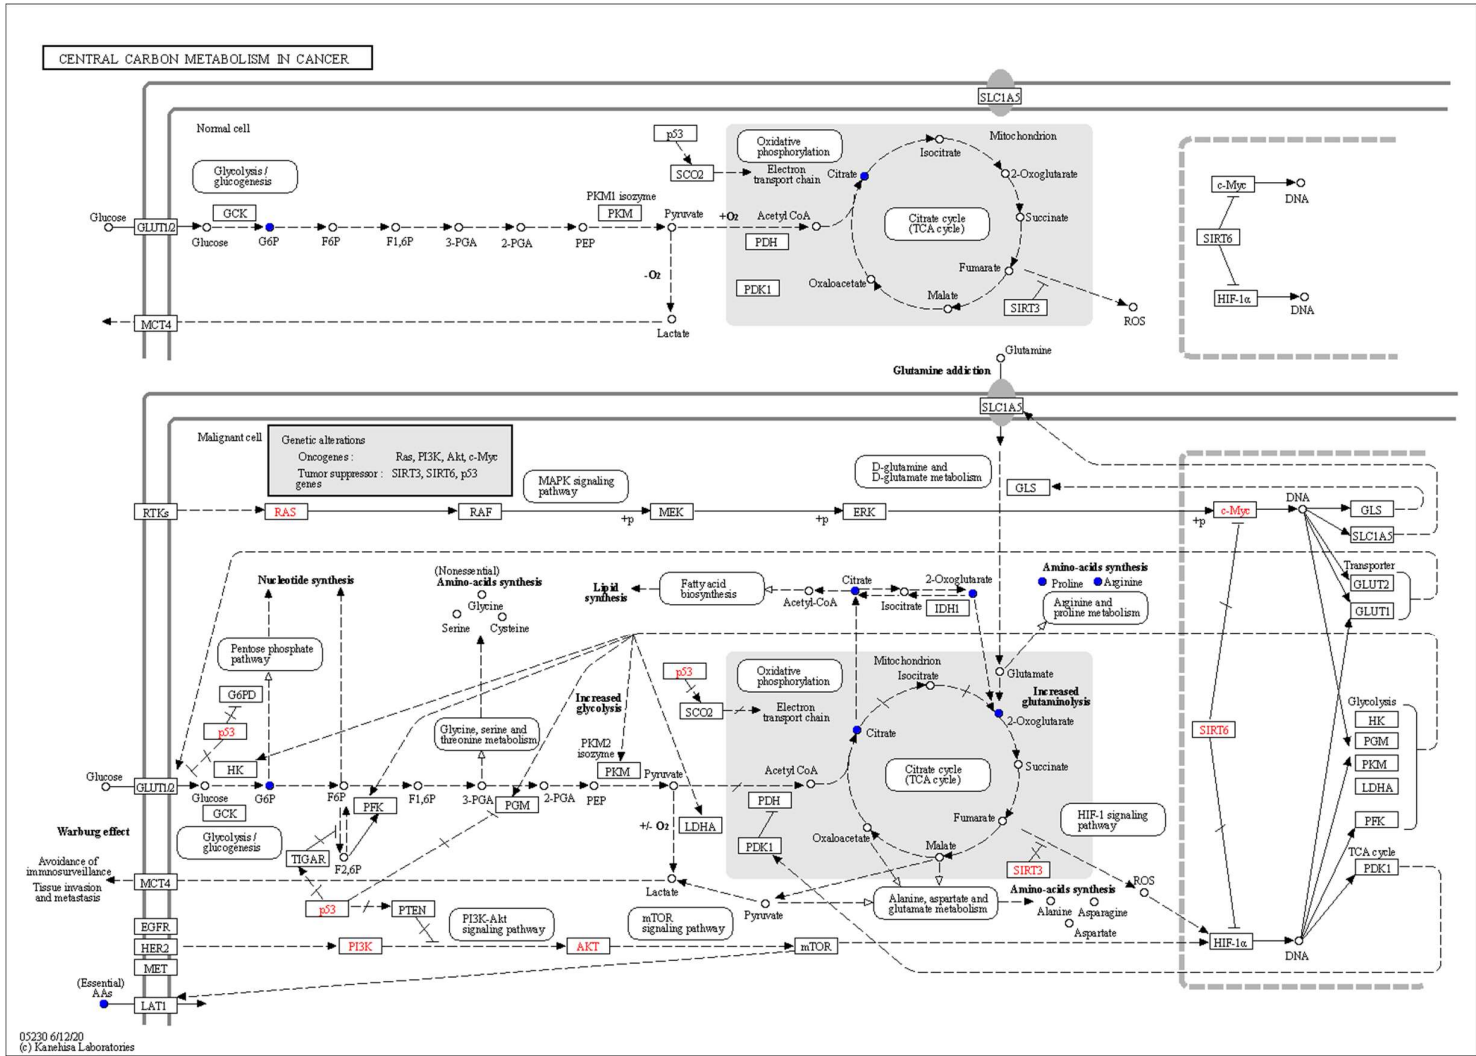 CENTRAL CARBON METABOLISM IN CANCER
SLC1A5
Normal cell
Glycolysis /
glucogenesis
p53
SCO2
Oxidative
phosphorylation
Electron
transport chain
Mitochondrion
Isocitrate
Citrate
2-Oxoglutarate
c-Myc
DNA
SIRT6
HIF-1α
DNA
Glucose
GLUT1/2
GCK
Glucose
G6P
F6P
F1,6P
3-PGA
2-PGA
PEP
PKM1 isozyme
PKM
Pyruvate
+O2
Acetyl CoA
PDH
PDK1
Citrate cycle
(TCA cycle)
Succinate
Fumarate
Malate
Oxaloacetate
SIRT3
ROS
-O2
Lactate
MCT4
Glutamine
Glutamine addiction
SLC1A5
Malignant cell
Genetic alterations
Oncogenes : Ras, PI3K, Akt, c-Myc
Tumor suppressor : SIRT3, SIRT6, p53
genes
MAPK signaling
pathway
D-glutamine and
D-glutamate metabolism
GLS
RTKs
RAS
RAF
+p
MEK
+p
ERK
+p
c-Myc
DNA
GLS
SLC1A5
Transporter
GLUT2
GLUT1
Nucleotide synthesis
(Nonessential)
Amino-acids synthesis
Glycine
Serine
Cysteine
Lipid
synthesis
Fatty acid
biosynthesis
Acetyl-CoA
Citrate
Isocitrate
2-Oxoglutarate
IDH1
Amino-acids synthesis
Proline
Arginine
Arginine and
proline metabolism
Pentose phosphate
pathway
G6PD
p53
HK
Glycine, serine and
threonine metabolism
Increased
glycolysis
PKM2
isozyme
PKM
p53
SCO2
Oxidative
phosphorylation
Electron
transport chain
Mitochondrion
Isocitrate
Glutamate
Increased
glutaminolysis
2-Oxoglutarate
Citrate
SIRT6
Glycolysis
HK
PGM
PKM
LDHA
PFK
TCA cycle
PDK1
Glucose
GLUT1/2
Glucose
GCK
G6P
F6P
PFK
F1,6P
3-PGA
PGM
2-PGA
PEP
Pyruvate
LDHA
+/- O2
Acetyl CoA
PDH
PDK1
Citrate cycle
(TCA cycle)
Succinate
Fumarate
Malate
Oxaloacetate
SIRT3
HIF-1 signaling
pathway
ROS
Warburg effect
Glycolysis /
glucogenesis
TIGAR
F2,6P
Avoidance of
immnosurveillance
Tissue invasion
and metastasis
MCT4
Lactate
Pyruvate
Alanine, aspartate and
glutamate metabolism
Amino-acids synthesis
Alanine
Asparagine
Aspartate
p53
PTEN
PI3K-Akt
signaling pathway
mTOR
signaling pathway
EGFR
HER2
MET
PI3K
AKT
mTOR
HIF-1α
DNA
(Essential)
AAs
LAT1
05230 6/12/20
(c) Kanehisa Laboratories